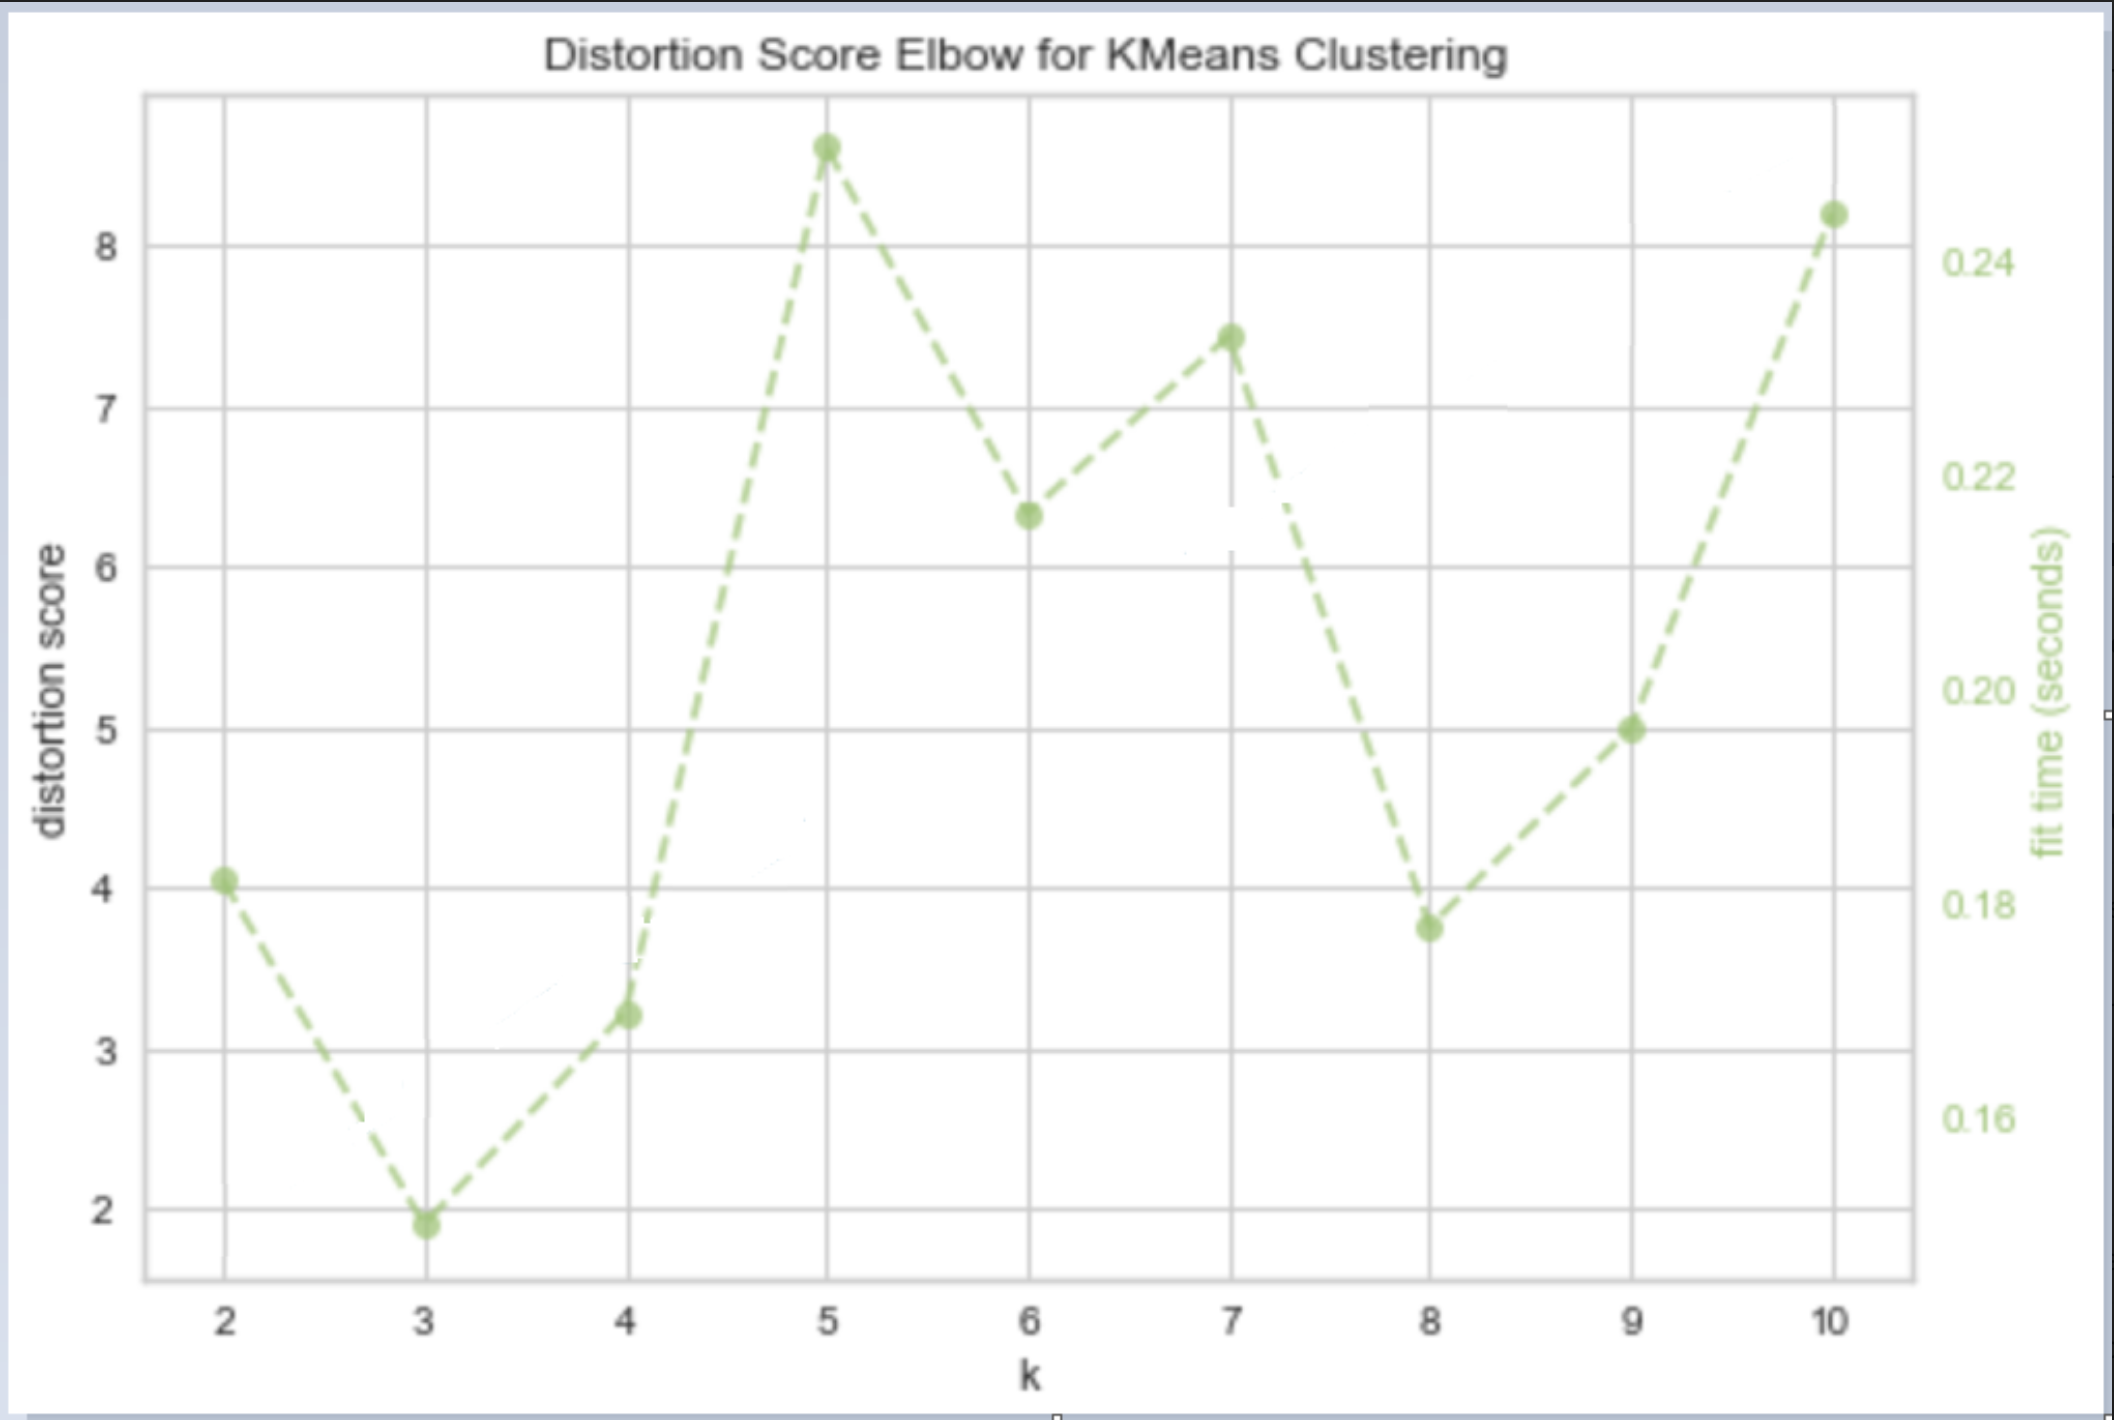 Distortion Score Elbow for KMeans Clustering
distortion score
8
7
6
5
4
3
2
0.24
0.22
0.20
0.18
0.16
fit time (seconds)
2 3 4 5 6 7 8 9 10
k